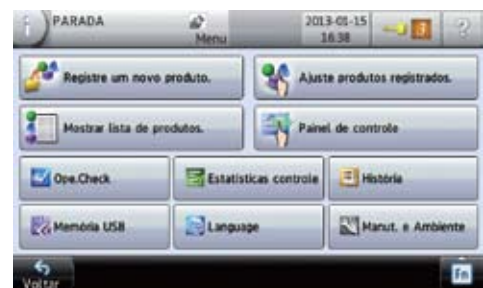 PARADA
Menu
2013-01-15
16:38
Registre um novo produto.
Ajuste produtos registrados.
Mostrar lista de produtos.
Painel de controle
Ope.Check
Estatísticas controle
História
Memória USB
Language
Manut. e Ambiente
Voltar
Fn